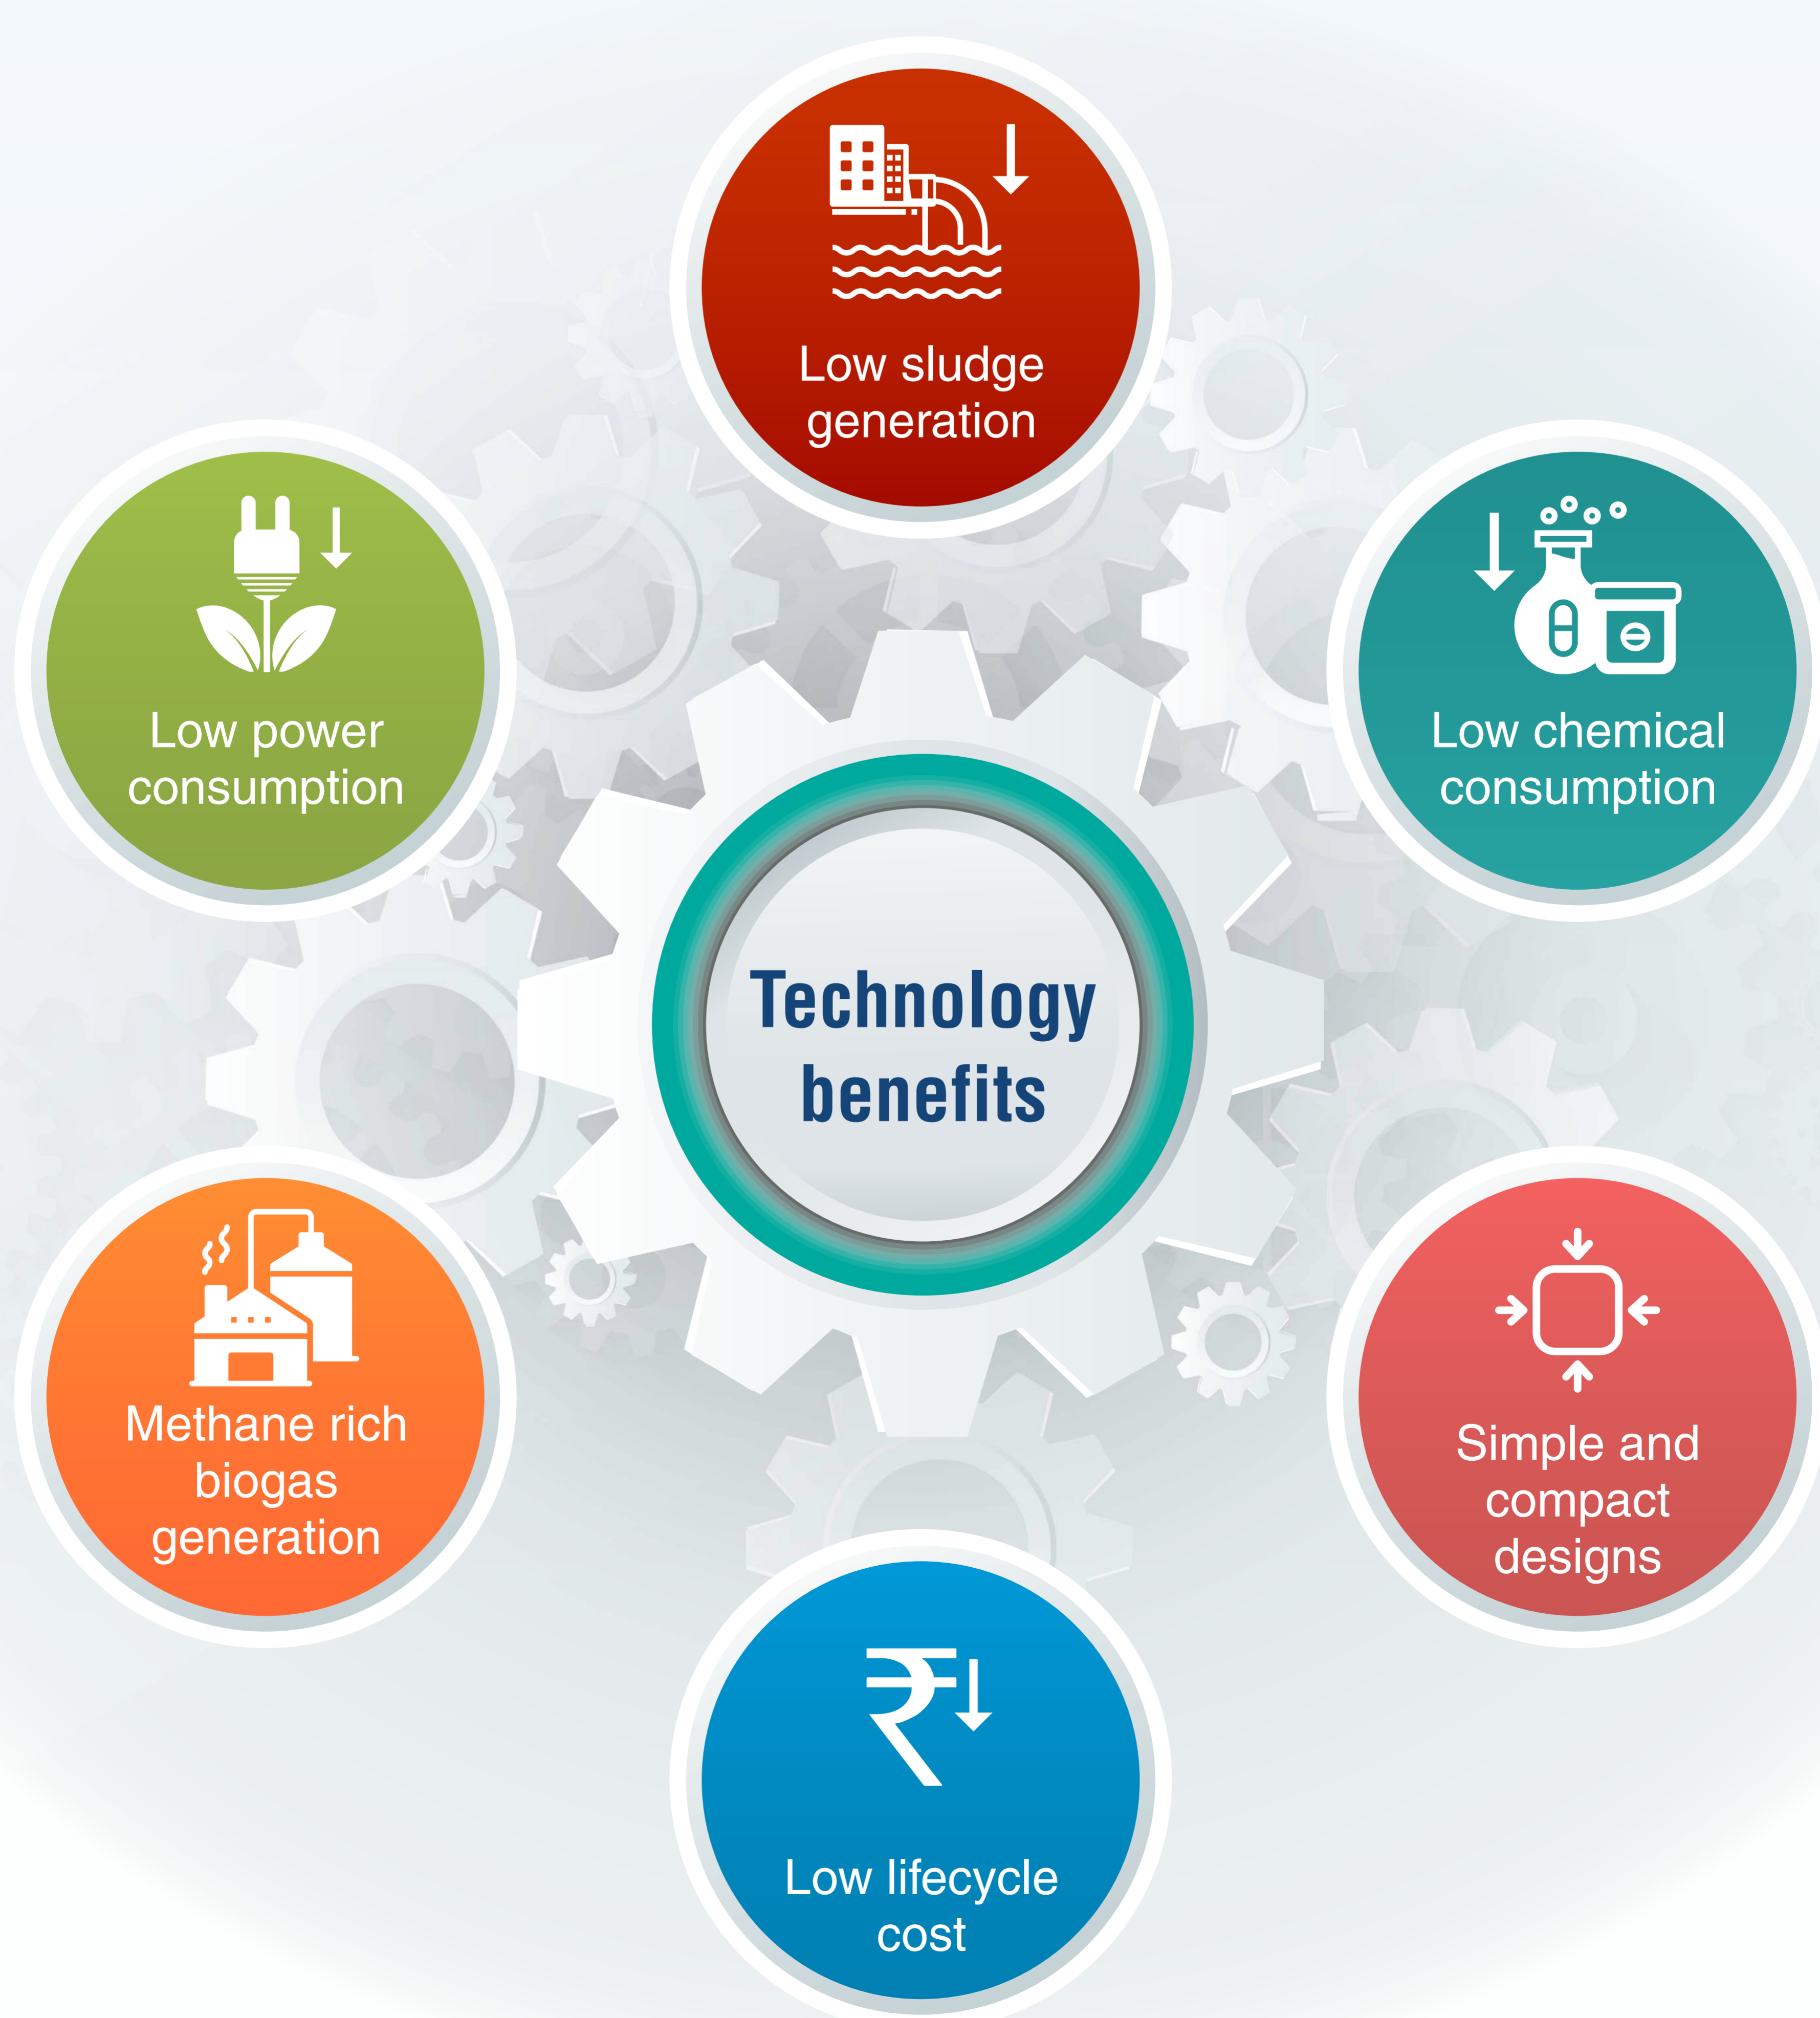 Low sludge
generation
Low power
consumption
Low chemical
consumption
Technology
benefits
Methane rich
biogas
generation
Simple and
compact
designs
₹
Low lifecycle
cost